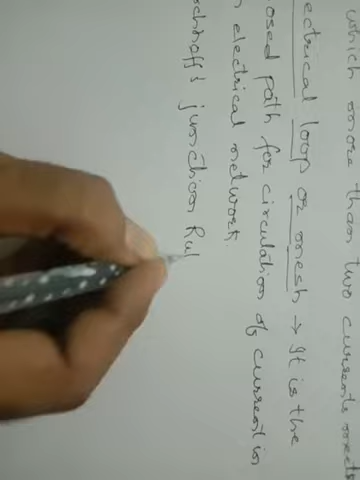 which more than two currents meets
ectrical loop or mesh → It is the
osed path for circulation of current in
electrical network
rchhoff's junction Rul